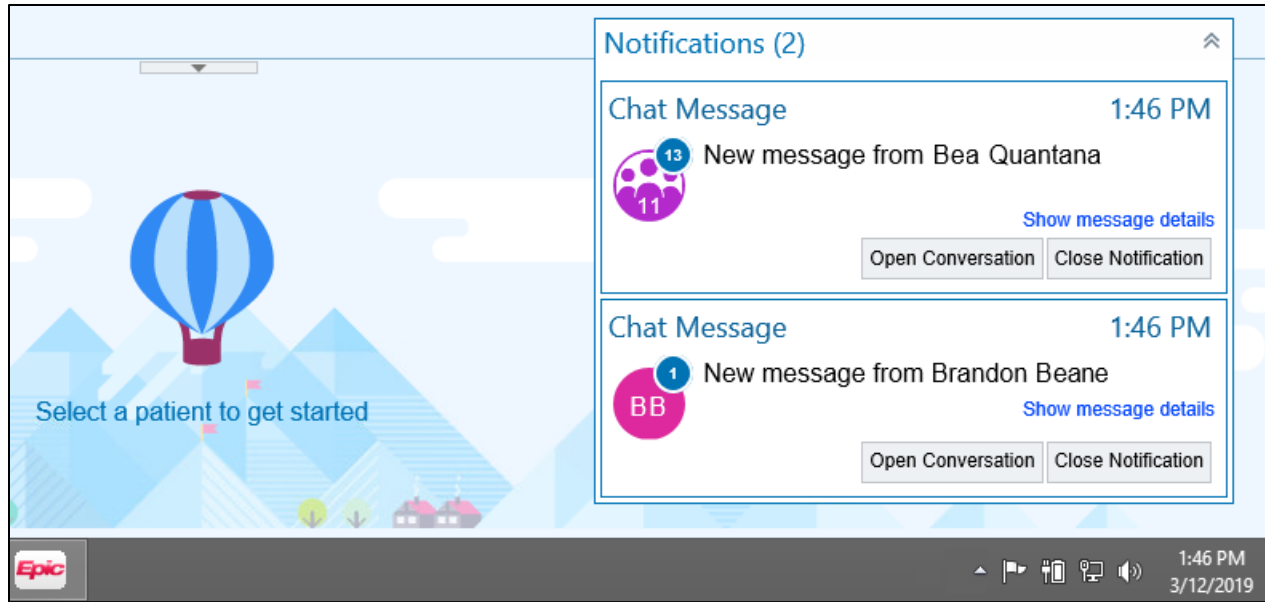 Notifications (2)
Chat Message 1:46 PM
13
New message from Bea Quantana
11
Show message details
Open Conversation Close Notification
Chat Message 1:46 PM
1
New message from Brandon Beane
BB
Show message details
Open Conversation Close Notification
Select a patient to get started
Epic
1:46 PM
3/12/2019